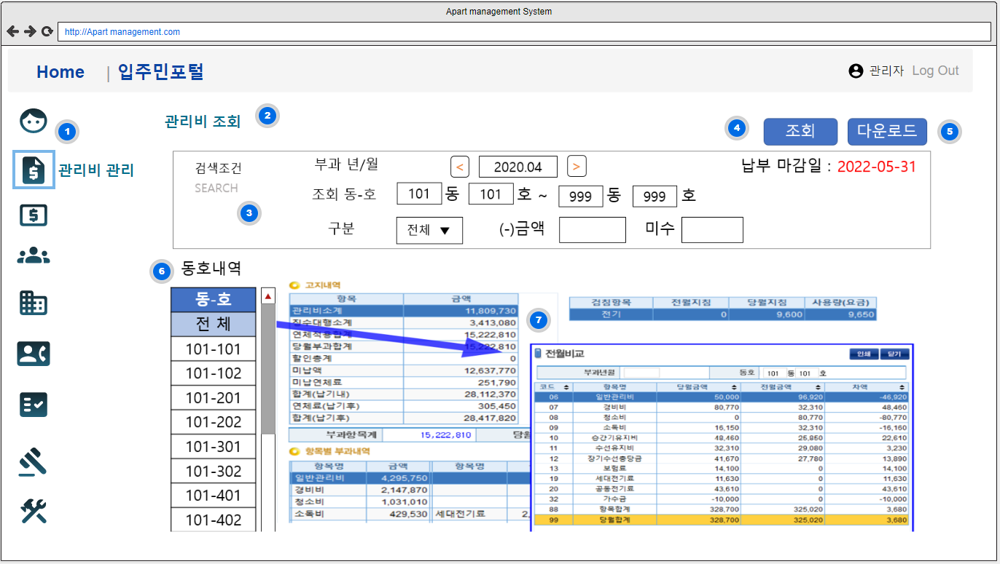 Apart management System
http://Apart management.com
Home | 입주민포털
관리자 Log Out
1
관리비 관리
관리비 조회 2
4 조회 다운로드 5
검색조건
SEARCH
3
부과 년/월 < 2020.04 >
납부 마감일 : 2022-05-31
조회 동-호 101 동 101 호 ~ 999 동 999 호
구분 전체 ▼ (-)금액 미수
6 동호내역
동-호
전 체
101-101
101-102
101-201
101-202
101-301
101-302
101-401
101-402
고지내역
항목 금액
관리비소계 11,809,730
징수대행소계 3,413,080
연체적용합계 15,222,810
당월부과합계 15,222,810
할인총계 0
미납액 12,637,770
미납연체료 251,790
합계(납기내) 28,112,370
연체료(납기후) 305,450
합계(납기후) 28,417,820
부과항목계 15,222,810 당월
항목별 부과내역
항목명 금액 항목명
일반관리비 4,295,750
경비비 2,147,870
청소비 1,031,010
소독비 429,530 세대전기료 2,
7
검침항목 전월지침 당월지침 사용량(요금)
전기 0 9,600 9,650
전월비교 인쇄 닫기
부과년월 동호 101 동 101 호
코드 항목명 당월금액 전월금액 차액
06 일반관리비 50,000 96,920 -46,920
07 경비비 80,770 32,310 48,460
08 청소비 0 80,770 -80,770
09 소독비 16,150 32,310 -16,160
10 승강기유지비 48,460 25,850 22,610
11 수선유지비 32,310 29,080 3,230
12 장기수선충당금 41,670 27,780 13,890
13 보험료 14,100 0 14,100
19 세대전기료 11,630 0 11,630
20 공동전기료 43,610 0 43,610
32 가수금 -10,000 0 -10,000
88 항목합계 328,700 325,020 3,680
99 당월합계 328,700 325,020 3,680